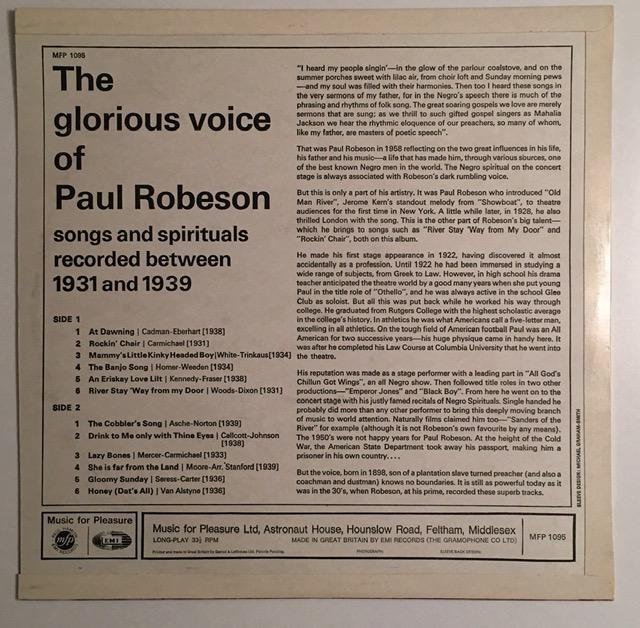 MFP 1095
The
glorious voice
of
Paul Robeson
songs and spirituals
recorded between
1931 and 1939
SIDE 1
1 At Dawning | Cadman-Eberhart [1938]
2 Rockin' Chair | Carmichael [1931]
3 Mammy's Little Kinky Headed Boy | White-Trinkaus [1934]
4 The Banjo Song | Homer-Weeden [1934]
5 An Eriskay Love Lilt | Kennedy-Fraser [1938]
6 River Stay 'Way from my Door | Woods-Dixon [1931]
SIDE 2
1 The Cobbler's Song | Asche-Norton [1939]
2 Drink to Me only with Thine Eyes | Callcott-Johnson
[1938]
3 Lazy Bones | Mercer-Carmichael [1933]
4 She is far from the Land | Moore-Arr. Stanford [1939]
5 Gloomy Sunday | Seress-Carter [1936]
6 Honey (Dat's All) | Van Alstyne [1936]
"I heard my people singin'—in the glow of the parlour coalstove, and on the
summer porches sweet with lilac air, from choir loft and Sunday morning pews
—and my soul was filled with their harmonies. Then too I heard these songs in
the very sermons of my father, for in the Negro's speech there is much of the
phrasing and rhythms of folk song. The great soaring gospels we love are merely
sermons that are sung; as we thrill to such gifted gospel singers as Mahalia
Jackson we hear the rhythmic eloquence of our preachers, so many of whom,
like my father, are masters of poetic speech".
That was Paul Robeson in 1958 reflecting on the two great influences in his life,
his father and his music—a life that has made him, through various sources, one
of the best known Negro men in the world. The Negro spiritual on the concert
stage is always associated with Robeson's dark rumbling voice.
But this is only a part of his artistry. It was Paul Robeson who introduced "Old
Man River", Jerome Kern's standout melody from "Showboat", to theatre
audiences for the first time in New York. A little while later, in 1928, he also
thrilled London with the song. This is the other part of Robeson's big talent—
which he brings to songs such as "River Stay 'Way from my Door" and
"Rockin' Chair", both on this album.
He made his first stage appearance in 1922, having discovered it almost
accidentally as a profession. Until 1922 he had been immersed in studying a
wide range of subjects, from Greek to Law. However, in high school his drama
teacher anticipated the theatre world by a good many years when she put young
Paul in the title role of "Othello", and he was always active in the school Glee
Club as soloist. But all this was put back while he worked his way through
college. He graduated from Rutgers College with the highest scholastic average
in the college's history. In athletics he was what Americans call a five-letter man,
excelling in all athletics. On the tough field of American football Paul was an All
American for two successive years—his huge physique came in handy here. It
was after he completed his Law Course at Columbia University that he went into
the theatre.
His reputation was made as a stage performer with a leading part in "All God's
Chillun Got Wings", an all Negro show. Then followed title roles in two other
productions—"Emperor Jones" and "Black Boy". From here he went on to the
concert stage with his justly famed recitals of Negro Spirituals. Single handed he
probably did more than any other performer to bring this deeply moving branch
of music to world attention. Naturally films claimed him too—"Sanders of the
River" for example (although it is not Robeson's own favourite by any means).
The 1950's were not happy years for Paul Robeson. At the height of the Cold
War, the American State Department took away his passport, making him a
prisoner in his own country....
But the voice, born in 1898, son of a plantation slave turned preacher (and also a
coachman and dustman) knows no boundaries. It is still as powerful today as it
was in the 30's, when Robeson, at his prime, recorded these superb tracks.
SLEEVE DESIGN: MICHAEL GRAHAM-SMITH
Music for Pleasure
mfp
EMI
Music for Pleasure Ltd, Astronaut House, Hounslow Road, Feltham, Middlesex
LONG-PLAY 33⅓ RPM MADE IN GREAT BRITAIN BY EMI RECORDS (THE GRAMOPHONE CO LTD)
Printed and made in Great Britain by Garrod & Lofthouse Ltd. Patents Pending. PHOTOGRAPH: SLEEVE BACK DESIGN:
MFP 1095